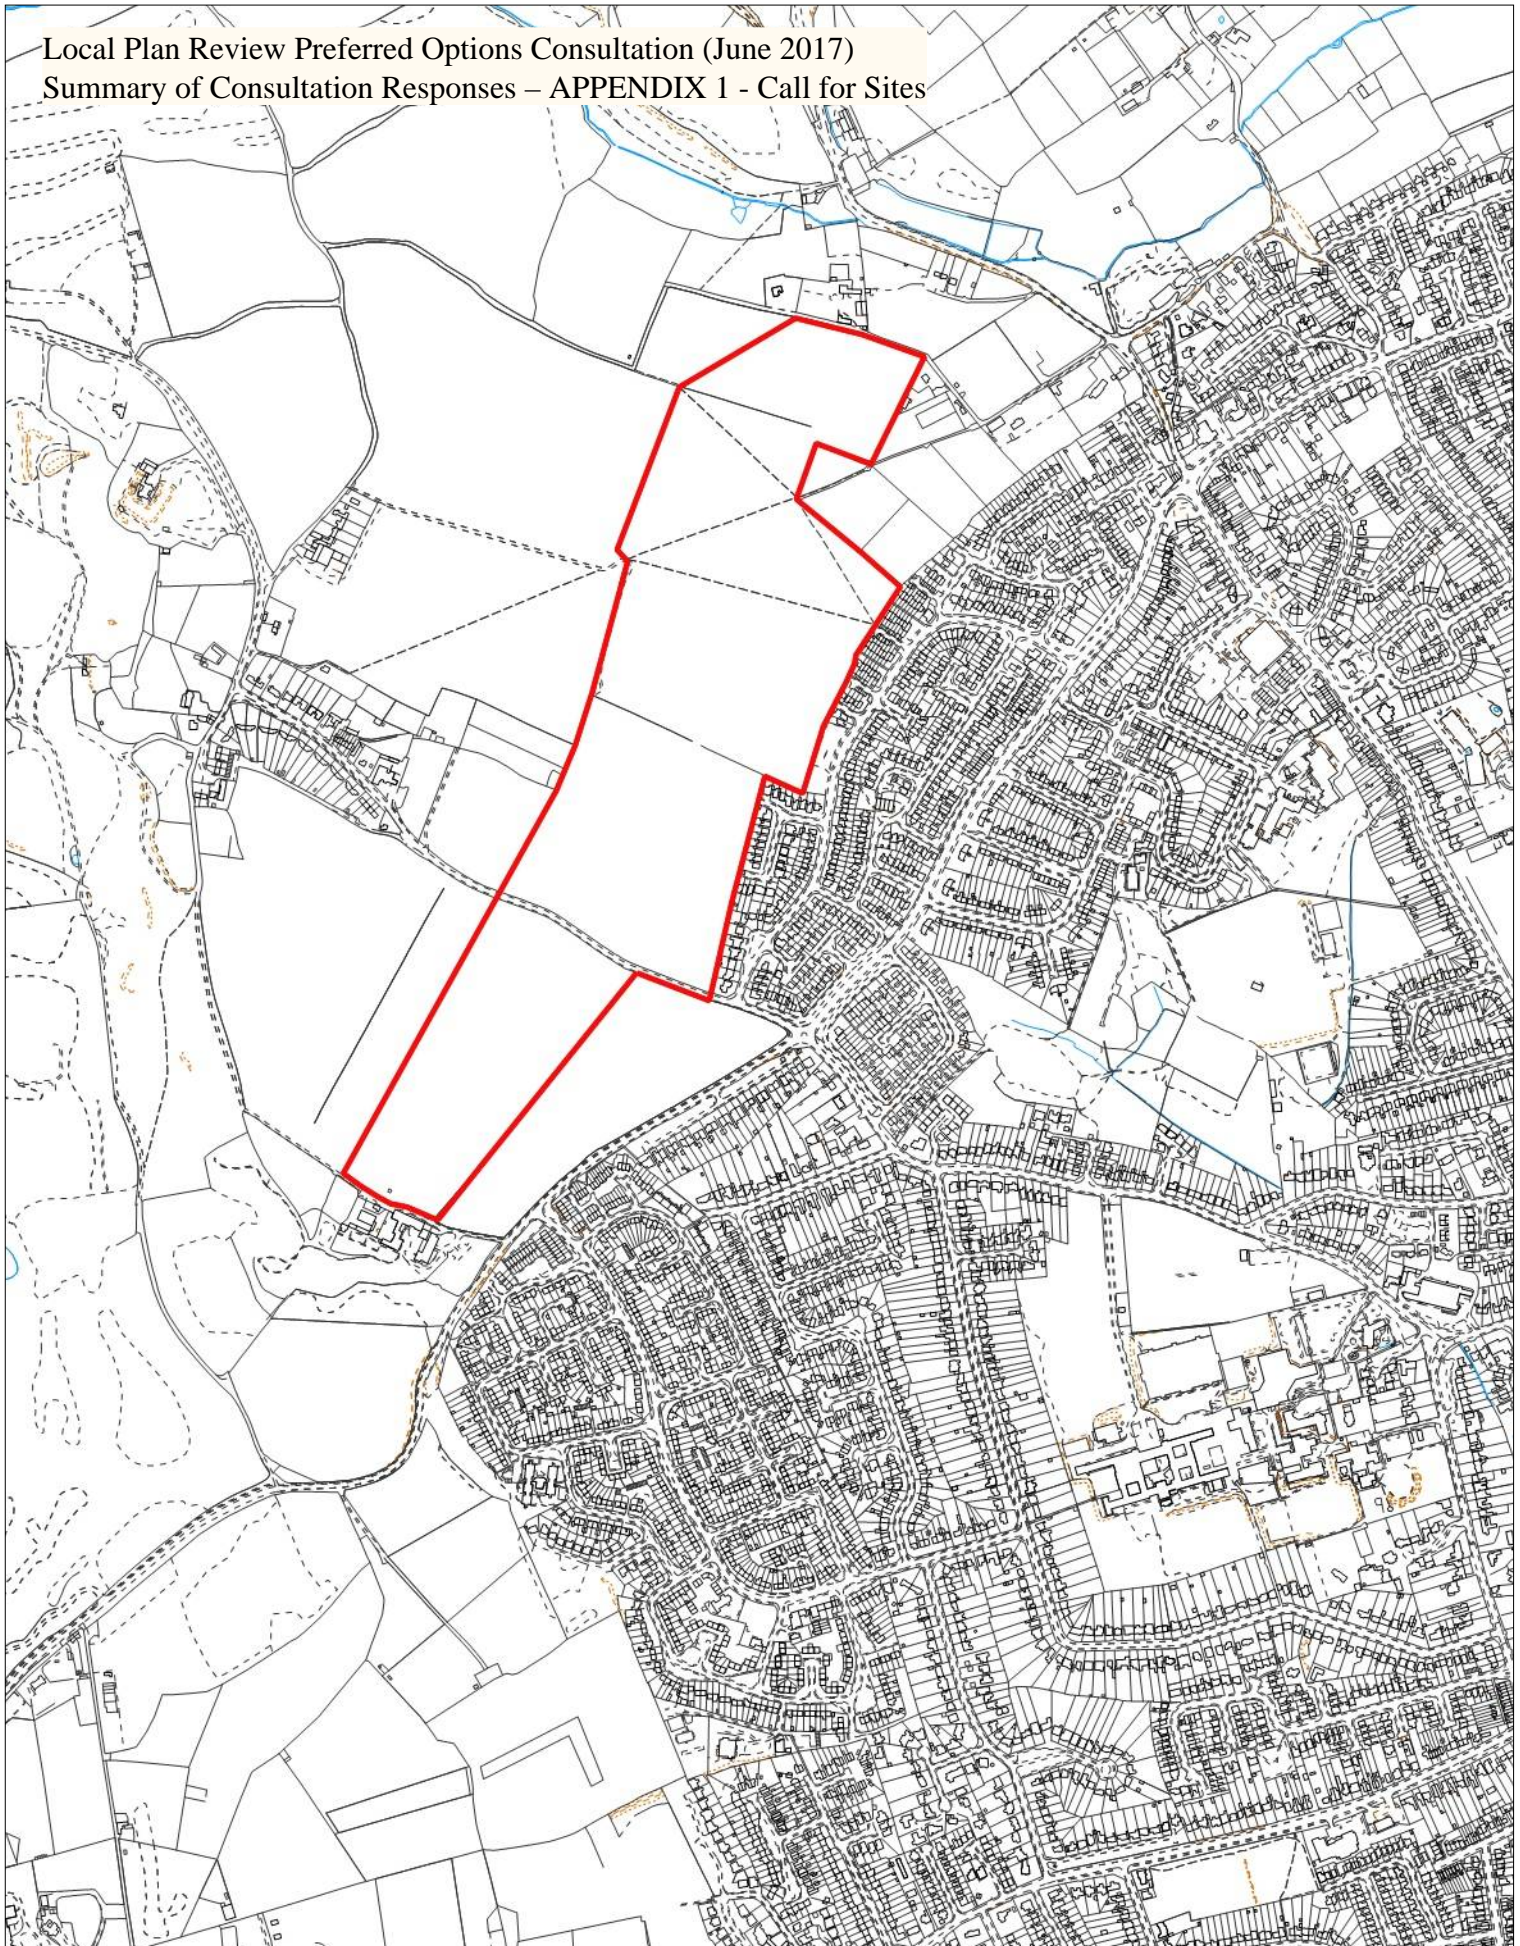 Local Plan Review Preferred Options Consultation (June 2017)
Summary of Consultation Responses – APPENDIX 1 - Call for Sites